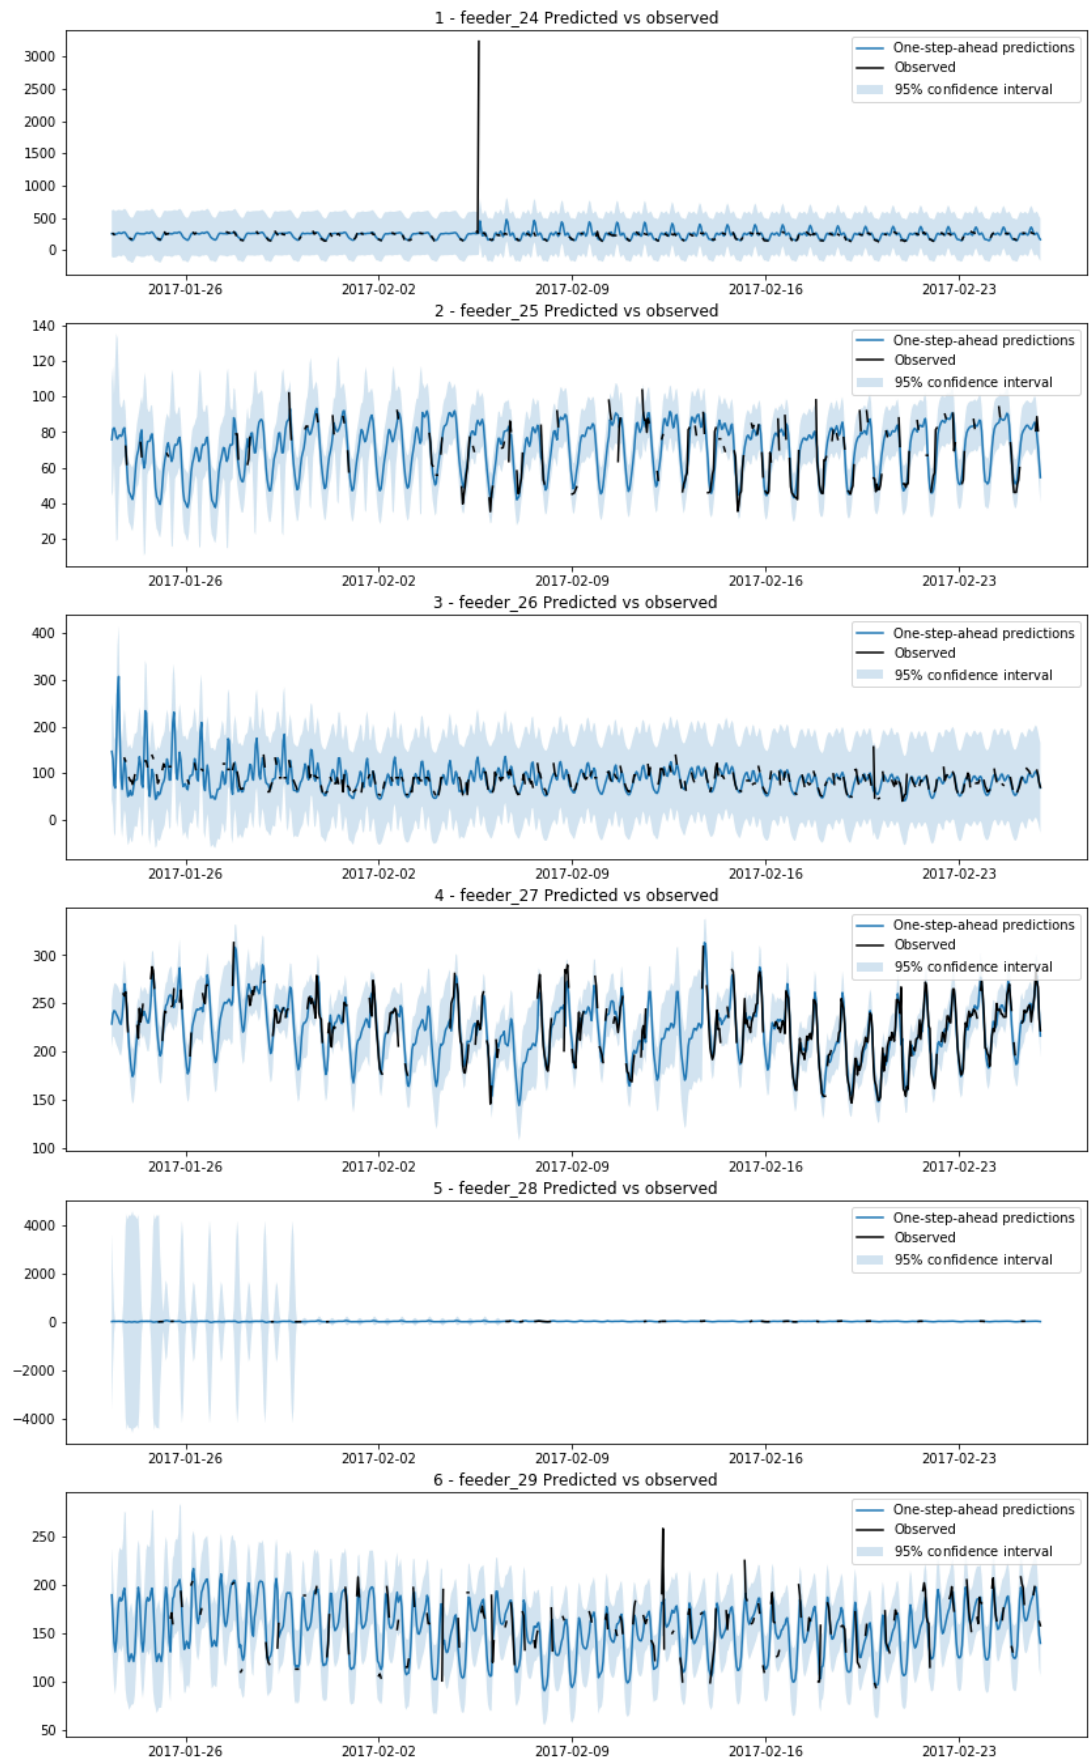 1 - feeder_24 Predicted vs observed
3000
2500
2000
1500
1000
500
0
One-step-ahead predictions
Observed
95% confidence interval
2017-01-26 2017-02-02 2017-02-09 2017-02-16 2017-02-23
2 - feeder_25 Predicted vs observed
140
120
100
80
60
40
20
One-step-ahead predictions
Observed
95% confidence interval
2017-01-26 2017-02-02 2017-02-09 2017-02-16 2017-02-23
3 - feeder_26 Predicted vs observed
400
300
200
100
0
One-step-ahead predictions
Observed
95% confidence interval
2017-01-26 2017-02-02 2017-02-09 2017-02-16 2017-02-23
4 - feeder_27 Predicted vs observed
300
250
200
150
100
One-step-ahead predictions
Observed
95% confidence interval
2017-01-26 2017-02-02 2017-02-09 2017-02-16 2017-02-23
5 - feeder_28 Predicted vs observed
4000
2000
0
−2000
−4000
One-step-ahead predictions
Observed
95% confidence interval
2017-01-26 2017-02-02 2017-02-09 2017-02-16 2017-02-23
6 - feeder_29 Predicted vs observed
250
200
150
100
50
One-step-ahead predictions
Observed
95% confidence interval
2017-01-26 2017-02-02 2017-02-09 2017-02-16 2017-02-23